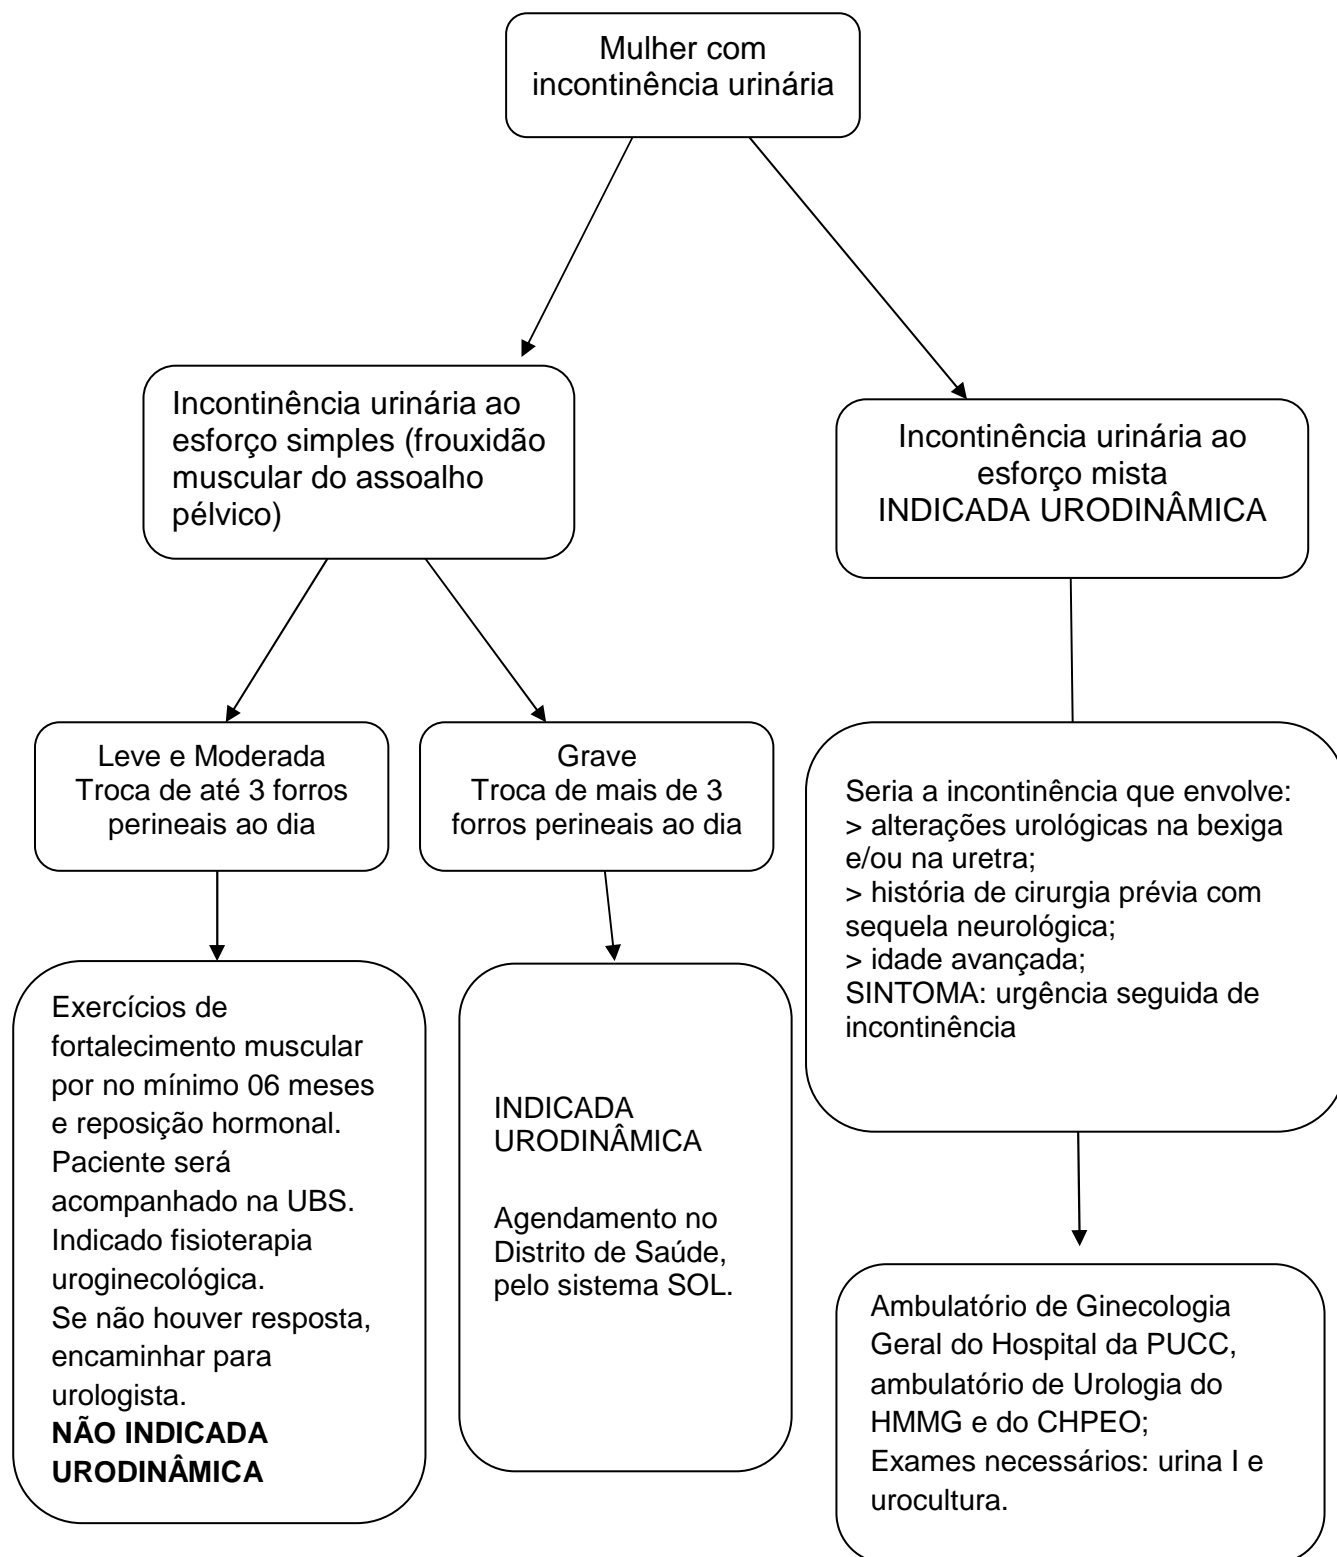 Mulher com
incontinência urinária
Incontinência urinária ao
esforço simples (frouxidão
muscular do assoalho
pélvico)
Incontinência urinária ao
esforço mista
INDICADA URODINÂMICA
Leve e Moderada
Troca de até 3 forros
perineais ao dia
Grave
Troca de mais de 3
forros perineais ao dia
Seria a incontinência que envolve:
> alterações urológicas na bexiga
e/ou na uretra;
> história de cirurgia prévia com
sequela neurológica;
> idade avançada;
SINTOMA: urgência seguida de
incontinência
Exercícios de
fortalecimento muscular
por no mínimo 06 meses
e reposição hormonal.
Paciente será
acompanhado na UBS.
Indicado fisioterapia
uroginecológica.
Se não houver resposta,
encaminhar para
urologista.
NÃO INDICADA
URODINÂMICA
INDICADA
URODINÂMICA
Agendamento no
Distrito de Saúde,
pelo sistema SOL.
Ambulatório de Ginecologia
Geral do Hospital da PUCC,
ambulatório de Urologia do
HMMG e do CHPEO;
Exames necessários: urina I e
urocultura.